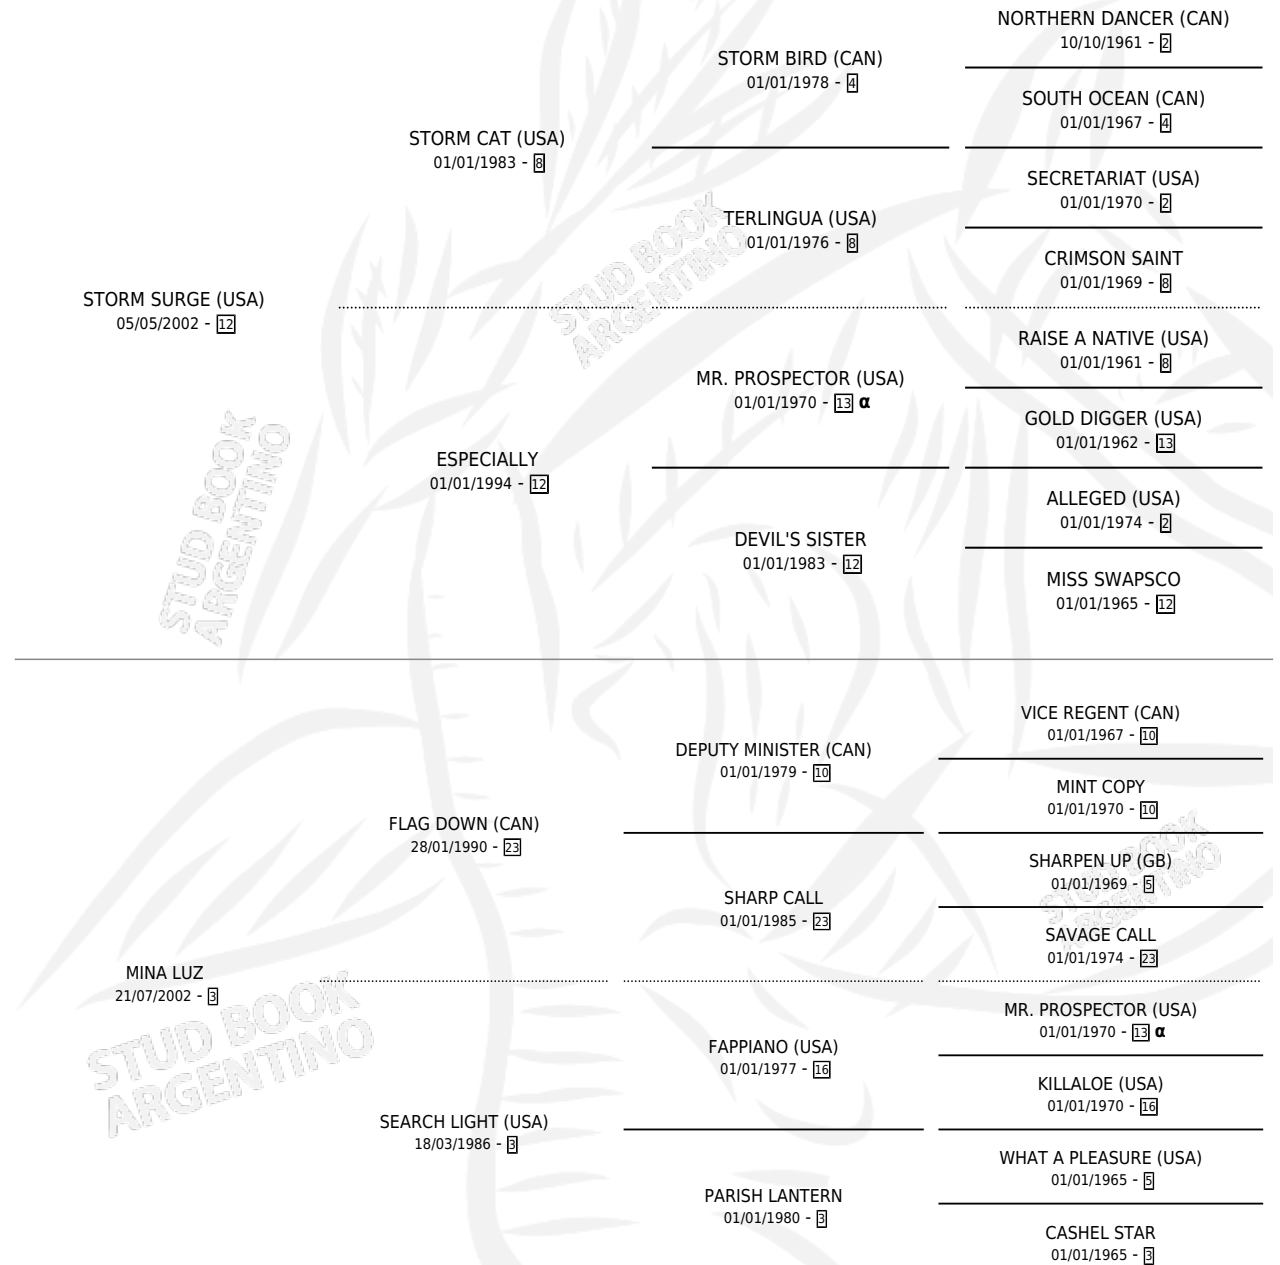 NORTHERN DANCER (CAN)
10/10/1961 - 2
STORM BIRD (CAN)
01/01/1978 - 4
SOUTH OCEAN (CAN)
01/01/1967 - 4
STORM CAT (USA)
01/01/1983 - 8
SECRETARIAT (USA)
01/01/1970 - 2
TERLINGUA (USA)
01/01/1976 - 8
CRIMSON SAINT
01/01/1969 - 8
STORM SURGE (USA)
05/05/2002 - 12
STUD BOOK
ARGENTINO
RAISE A NATIVE (USA)
01/01/1961 - 8
MR. PROSPECTOR (USA)
01/01/1970 - 13 α
GOLD DIGGER (USA)
01/01/1962 - 13
ESPECIALLY
01/01/1994 - 12
ALLEGED (USA)
01/01/1974 - 2
DEVIL'S SISTER
01/01/1983 - 12
MISS SWAPSCO
01/01/1965 - 12
STUD BOOK
ARGENTINO
VICE REGENT (CAN)
01/01/1967 - 10
DEPUTY MINISTER (CAN)
01/01/1979 - 10
MINT COPY
01/01/1970 - 10
FLAG DOWN (CAN)
28/01/1990 - 23
SHARPEN UP (GB)
01/01/1969 - 5
SHARP CALL
01/01/1985 - 23
SAVAGE CALL
01/01/1974 - 23
STUD BOOK
ARGENTINO
MINA LUZ
21/07/2002 - 3
MR. PROSPECTOR (USA)
01/01/1970 - 13 α
FAPPIANO (USA)
01/01/1977 - 16
KILLALOE (USA)
01/01/1970 - 16
SEARCH LIGHT (USA)
18/03/1986 - 3
WHAT A PLEASURE (USA)
01/01/1965 - 5
PARISH LANTERN
01/01/1980 - 3
CASHEL STAR
01/01/1965 - 3
STUD BOOK
ARGENTINO